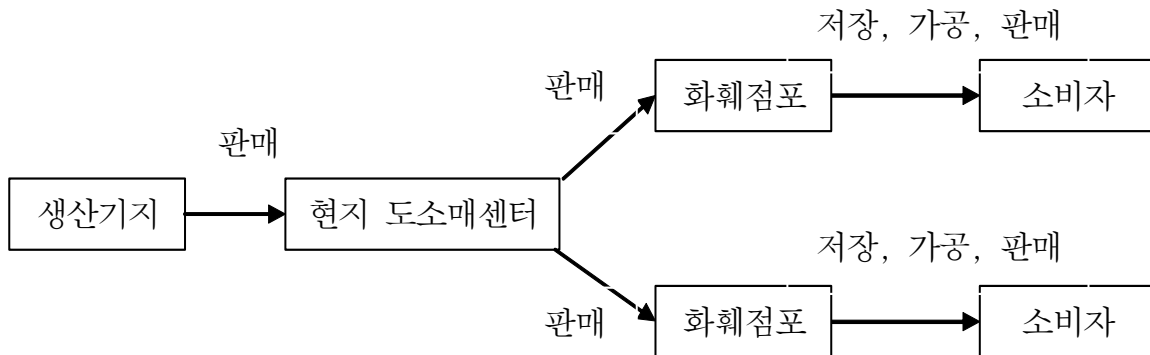 저장, 가공, 판매
판매
화훼점포
소비자
판매
생산기지
현지 도소매센터
저장, 가공, 판매
판매
화훼점포
소비자